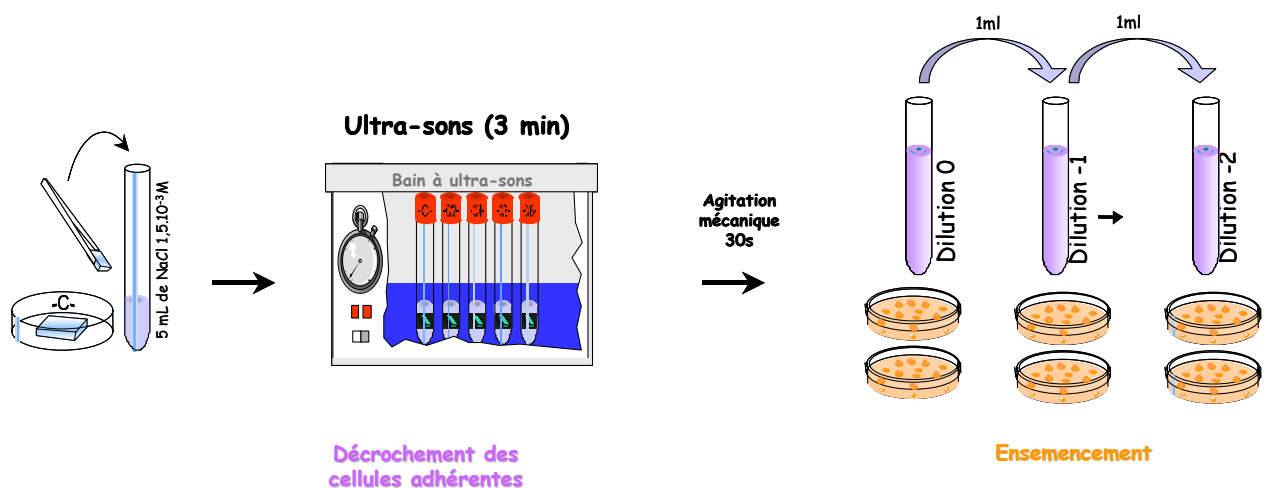 -C-
5 mL de NaCl 1,5.10⁻³M
Ultra-sons (3 min)
Bain à ultra-sons
-C-
Agitation
mécanique
30s
1ml
1ml
Dilution 0
Dilution -1
Dilution -2
Décrochement des
cellules adhérentes
Ensemencement